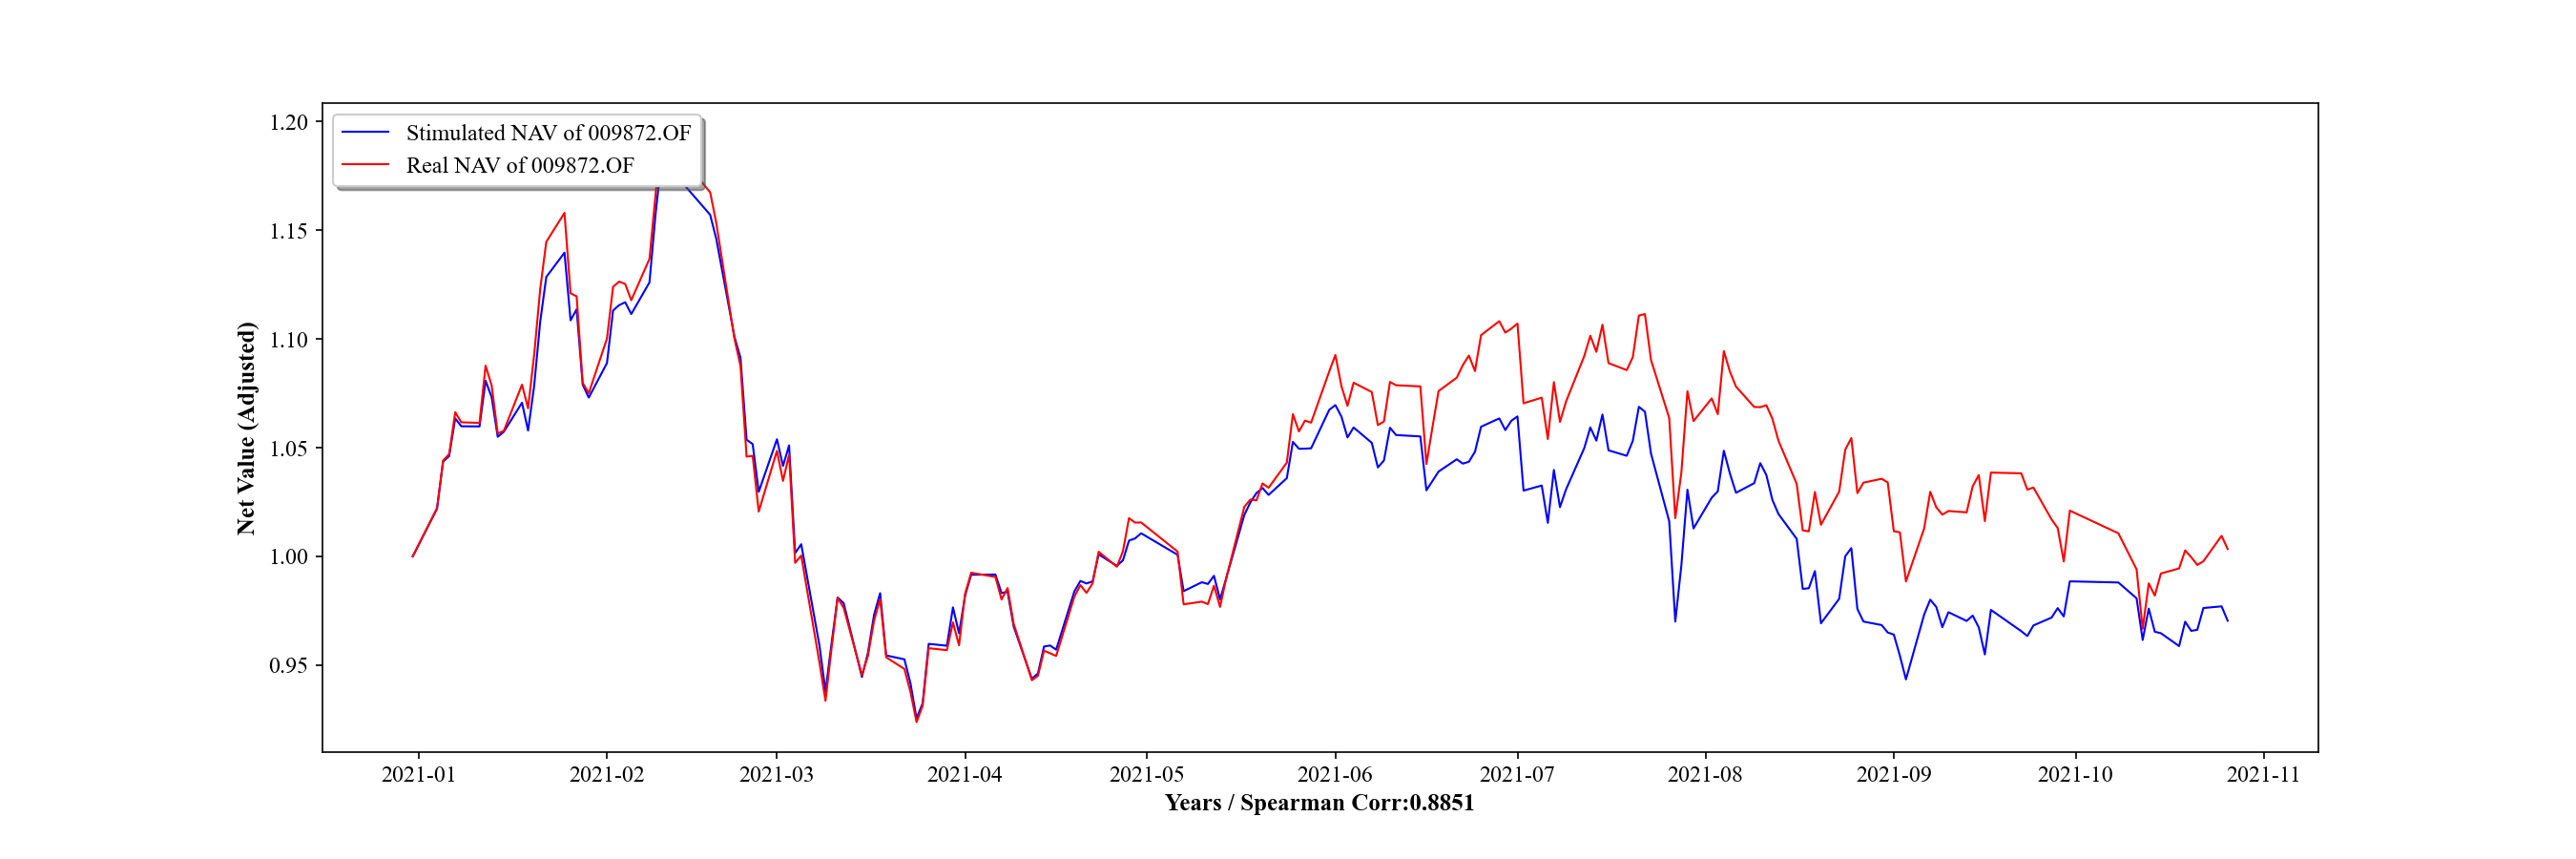 Stimulated NAV of 009872.OF
Real NAV of 009872.OF
Net Value (Adjusted)
1.20
1.15
1.10
1.05
1.00
0.95
2021-01 2021-02 2021-03 2021-04 2021-05 2021-06 2021-07 2021-08 2021-09 2021-10 2021-11
Years / Spearman Corr:0.8851